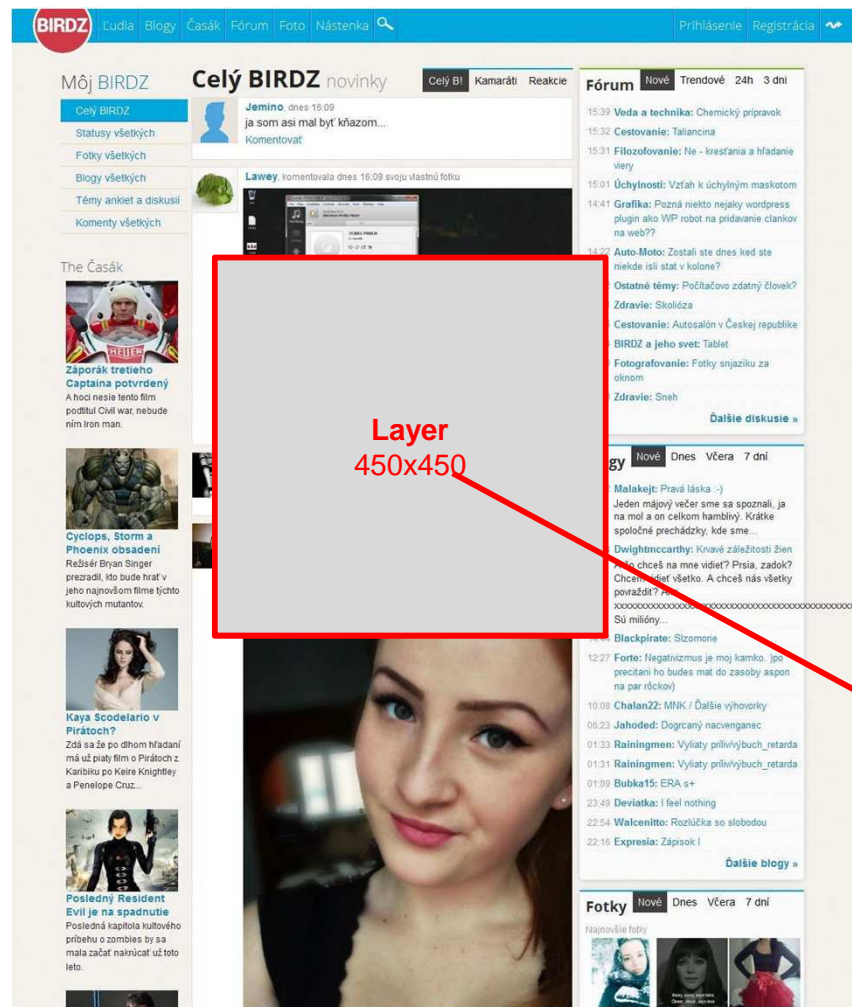 BIRDZ
Ľudia Blogy Časák Fórum Foto Nástenka
Prihlásenie Registrácia
Môj BIRDZ
Celý BIRDZ
Statusy všetkých
Fotky všetkých
Blogy všetkých
Témy ankiet a diskusií
Komenty všetkých
The Časák
Záporák tretieho
Captaina potvrdený
A hoci nesie tento film
podtitul Civil war, nebude
ním Iron man.
Cyclops, Storm a
Phoenix obsadení
Režisér Bryan Singer
prezradil, kto bude hrať v
jeho najnovšom filme týchto
kultových mutantov.
Kaya Scodelario v
Pirátoch?
Zdá sa že po dlhom hľadaní
má už piaty film o Pirátoch z
Karibiku po Keire Knightley
a Penelope Cruz...
Posledný Resident
Evil je na spadnutie
Posledná kapitola kultového
príbehu o zombies by sa
mala začať nakrúcať už toto
leto.
Celý BIRDZ novinky
Celý B! Kamaráti Reakcie
Jemino, dnes 16:09
ja som asi mal byť kňazom...
Komentovať
Lawey, komentovala dnes 16:09 svoju vlastnú fotku
Layer
450x450
Fórum Nové Trendové 24h 3 dni
15:39 Veda a technika: Chemický prípravok
15:32 Cestovanie: Taliancina
15:31 Filozofovanie: Ne - kresťania a hľadanie
viery
15:01 Úchylnosti: Vzťah k úchylným maskotom
14:41 Grafika: Pozná niekto nejaky wordpress
plugin ako WP robot na pridavanie clankov
na web??
14:22 Auto-Moto: Zostali ste dnes ked ste
niekde isli stat v kolone?
Ostatné témy: Počítačovo zdatný človek?
Zdravie: Skolióza
Cestovanie: Autosalón v Českej republike
BIRDZ a jeho svet: Tablet
Fotografovanie: Fotky snjaziku za
oknom
Zdravie: Sneh
Ďalšie diskusie »
gy Nové Dnes Včera 7 dní
Malakejt: Pravá láska :-)
Jeden májový večer sme sa spoznali, ja
na mol a on celkom hamblivý. Krátke
spoločné prechádzky, kde sme...
Dwightmccarthy: Krvavé záležitosti žien
chceš na mne vidieť? Prsia, zadok?
Chcem vidieť všetko. A chceš nás všetky
povraždiť?
Sú milióny...
Blackpirate: Slzomorie
12:27 Forte: Negativizmus je moj kamko. )po
precitani ho budes mat do zasoby aspon
na par rôckov)
10:08 Chalan22: MNK / Ďalšie výhovorky
06:23 Jahoded: Dogrcaný nacvenganec
01:33 Rainingmen: Vyliaty príliv/výbuch_retarda
01:31 Rainingmen: Vyliaty príliv/výbuch_retarda
01:09 Bubka15: ERA s+
23:49 Deviatka: I feel nothing
22:54 Walcenitto: Rozlúčka so slobodou
22:16 Expresia: Zápisok I
Ďalšie blogy »
Fotky Nové Dnes Včera 7 dní
Najnovšie fotky